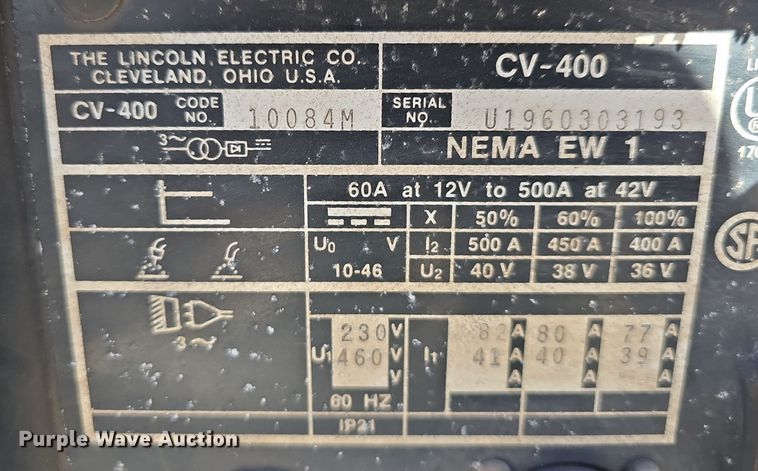 THE LINCOLN ELECTRIC CO.
CLEVELAND, OHIO U.S.A.
CV-400
CV-400 CODE NO. 10084M
SERIAL NO. U1960303193
3~
NEMA EW 1
60A at 12V to 500A at 42V
X 50% 60% 100%
U0 V I2 500 A 450 A 400 A
10-46 U2 40 V 38 V 36 V
3~
U1 230 V I1 82 A 80 A 77 A
460 V 41 A 40 A 39 A
V A A A
60 HZ
IP21
Purple Wave Auction